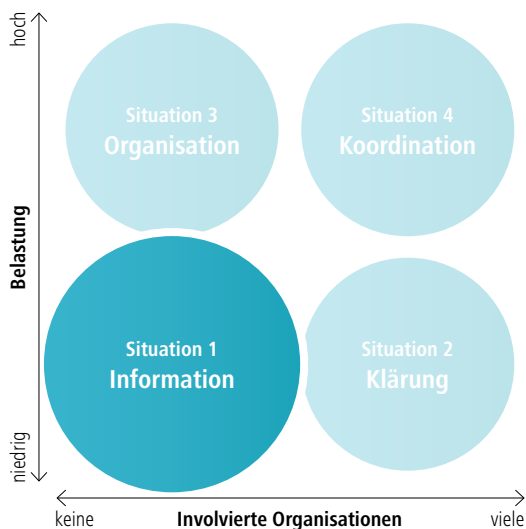 hoch
Situation 3
Organisation
Situation 4
Koordination
Belastung
Situation 1
Information
Situation 2
Klärung
niedrig
keine
Involvierte Organisationen
viele